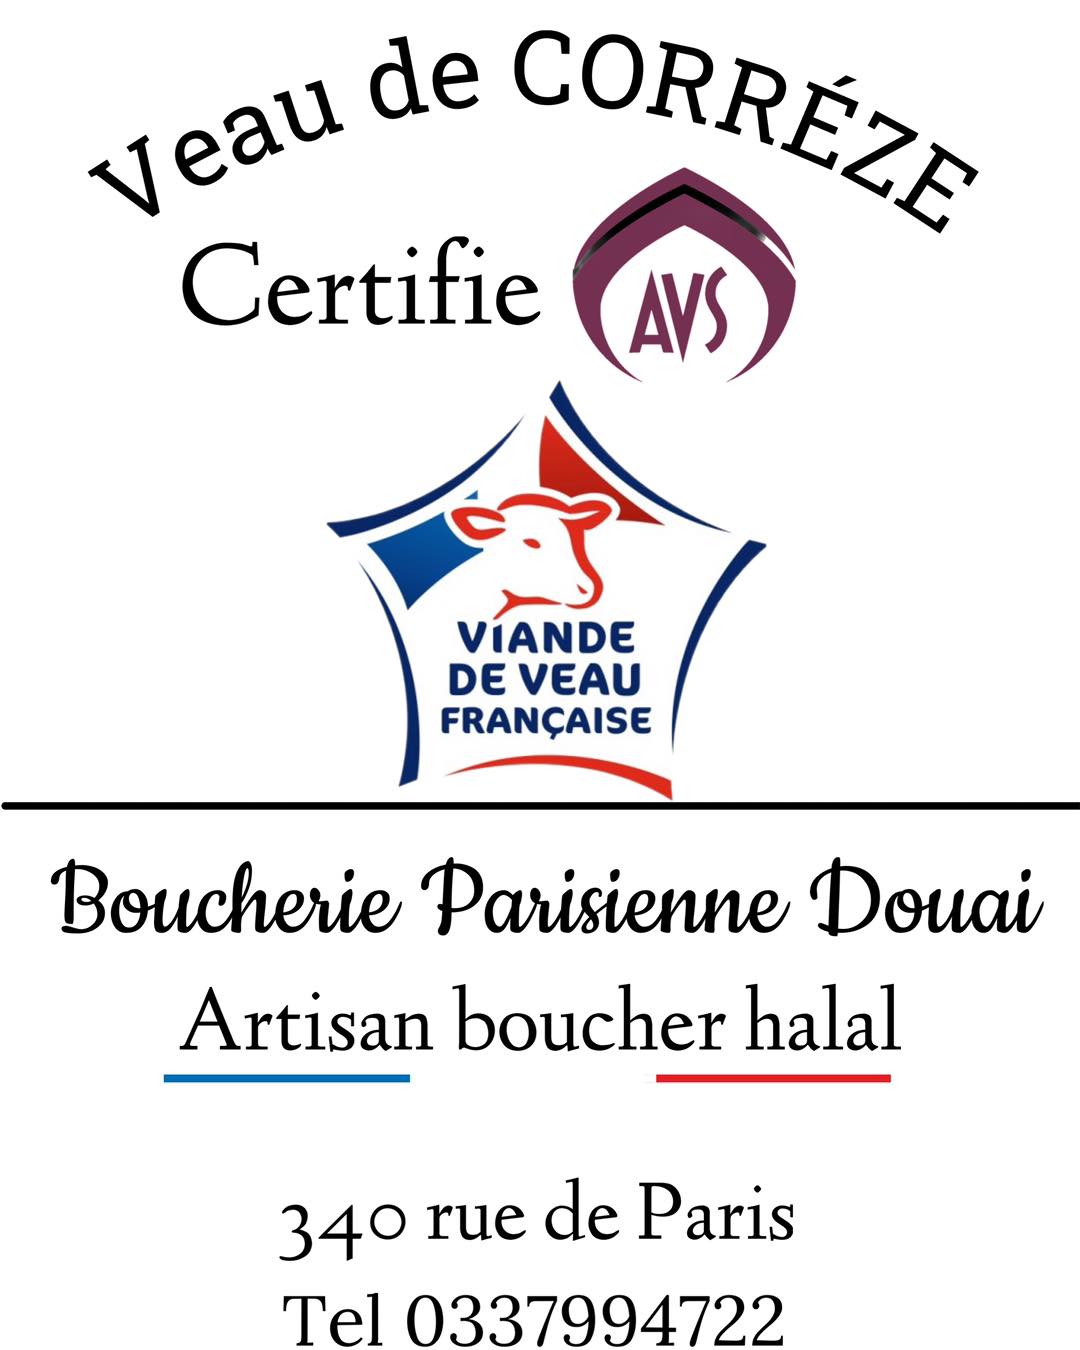 Veau de CORRÉZE
Certifie
AVS
VIANDE
DE VEAU
FRANÇAISE
Boucherie Parisienne Douai
Artisan boucher halal
340 rue de Paris
Tel 0337994722